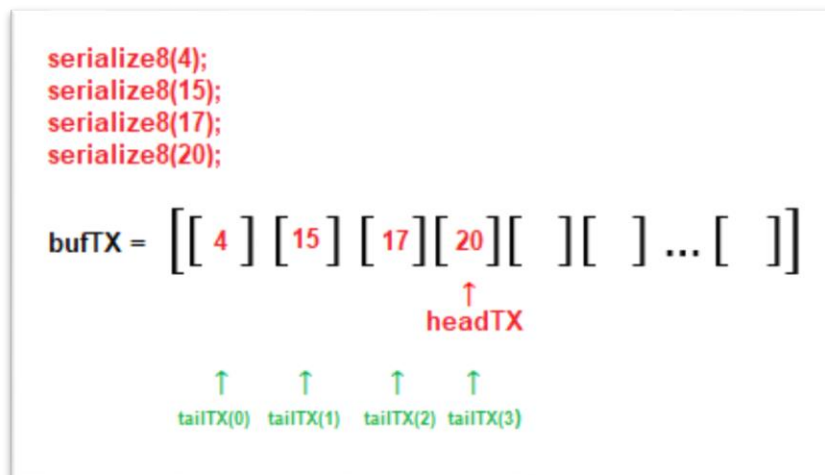 serialize8(4);
serialize8(15);
serialize8(17);
serialize8(20);
bufTX = [[ 4 ] [ 15 ] [ 17 ][ 20 ][ ][ ] ... [ ]]
↑
headTX
↑ ↑ ↑ ↑
tailTX(0) tailTX(1) tailTX(2) tailTX(3)